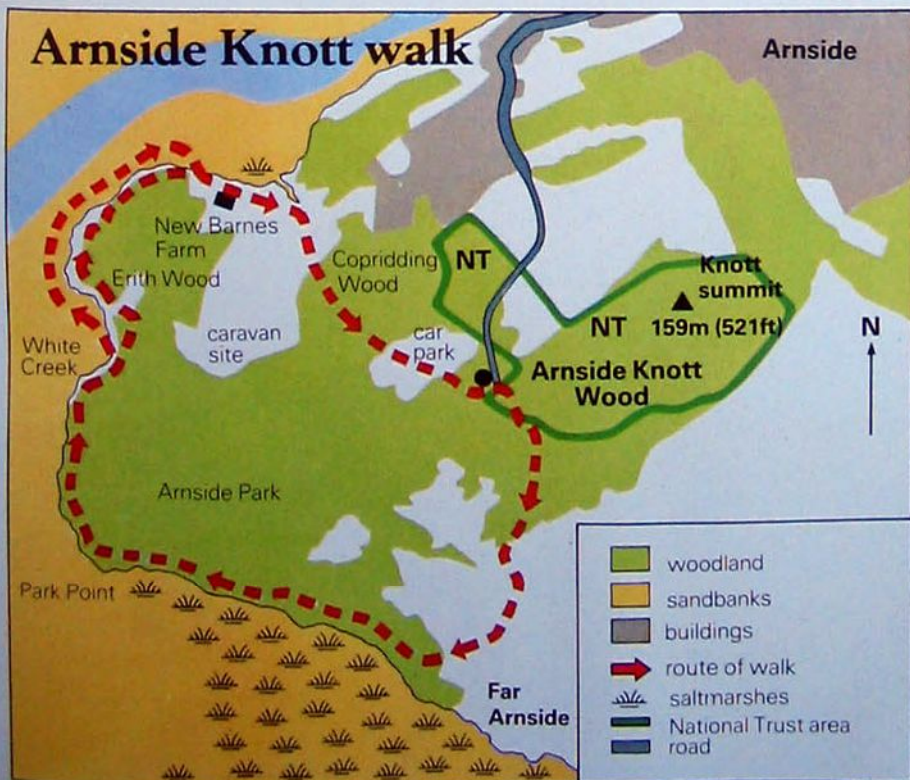 Arnside Knott walk
Arnside
New Barnes
Farm
Erith Wood
Copridding
Wood
NT
Knott
summit
159m (521ft)
NT
N
White
Creek
caravan
site
car
park
Arnside Knott
Wood
Arnside Park
Park Point
Far
Arnside
woodland
sandbanks
buildings
route of walk
saltmarshes
National Trust area
road